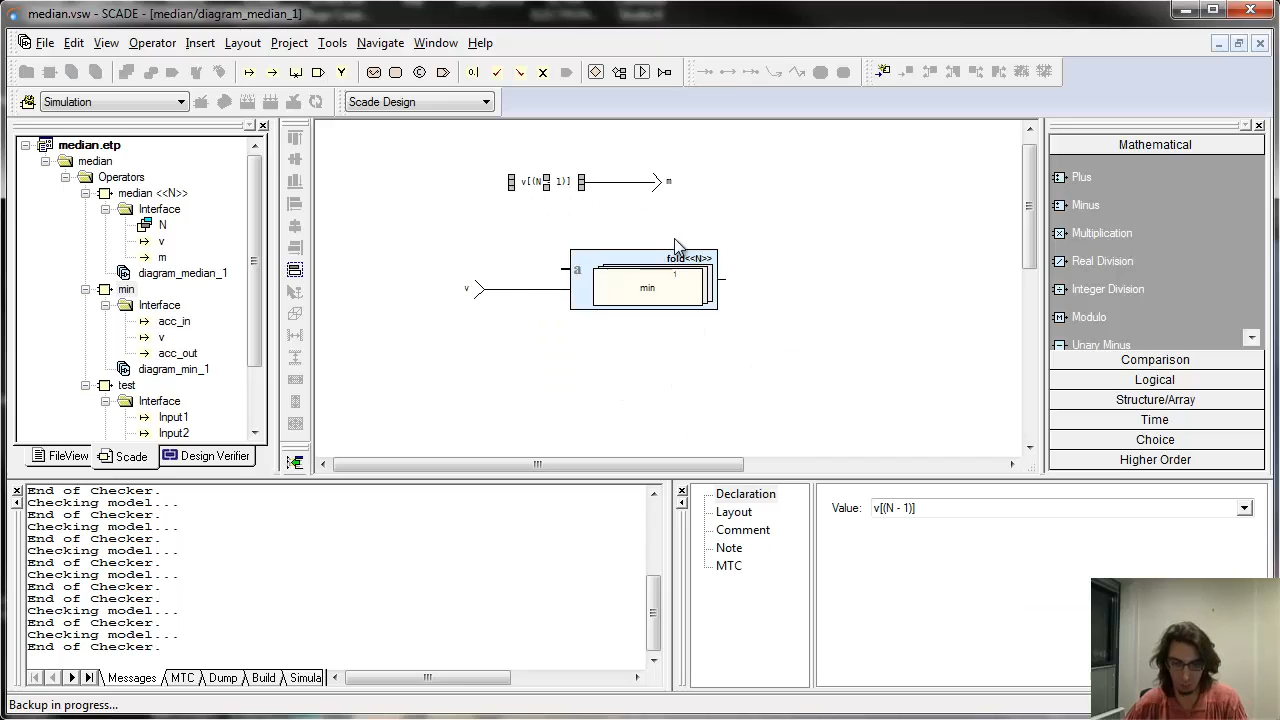 median.vsw - SCADE - [median/diagram_median_1]
File Edit View Operator Insert Layout Project Tools Navigate Window Help
Simulation Scade Design
median.etp
median
Operators
median <<N>>
Interface
N
v
m
diagram_median_1
min
Interface
acc_in
v
acc_out
diagram_min_1
test
Interface
Input1
Input2
FileView Scade Design Verifier
v[(N 1)] m
fold<<N>>
a
1
min
v
Mathematical
Plus
Minus
Multiplication
Real Division
Integer Division
Modulo
Unary Minus
Comparison
Logical
Structure/Array
Time
Choice
Higher Order
End of Checker.
Checking model...
End of Checker.
Checking model...
End of Checker.
Checking model...
End of Checker.
Checking model...
End of Checker.
Checking model...
End of Checker.
Checking model...
End of Checker.
Messages MTC Dump Build Simula
Declaration
Layout
Comment
Note
MTC
Value: v[(N - 1)]
Backup in progress...